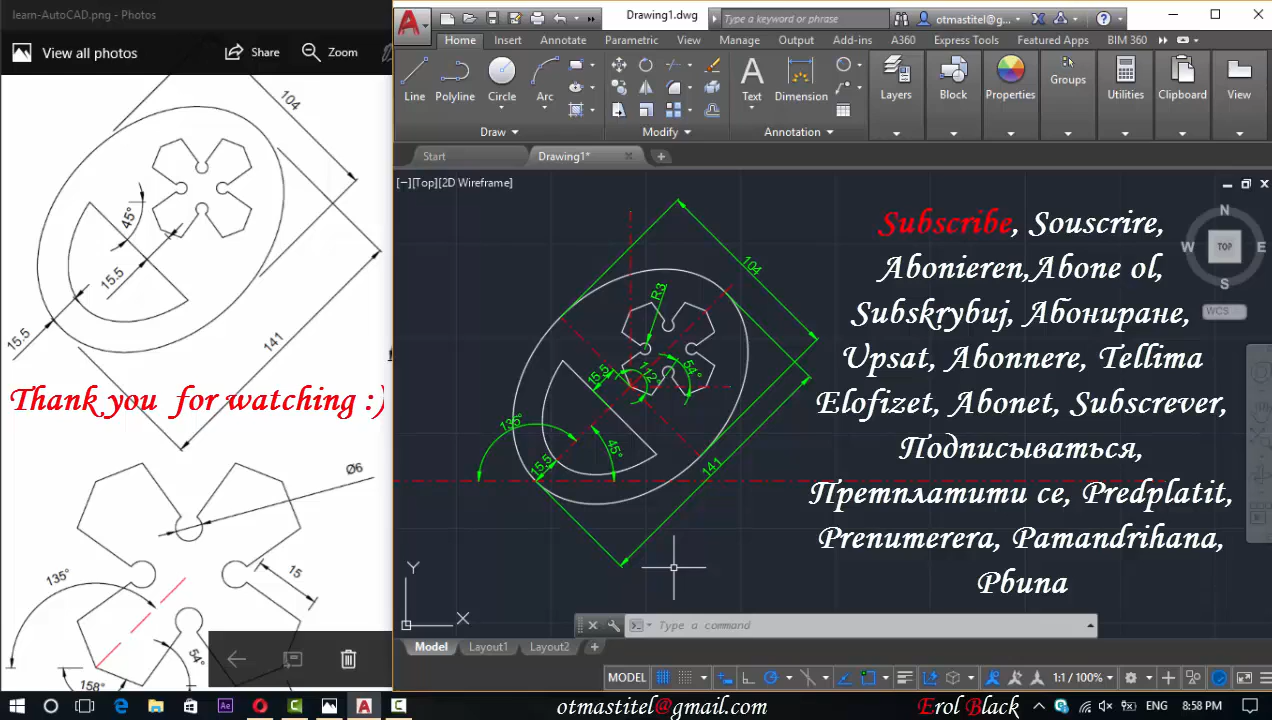 learn-AutoCAD.png - Photos
View all photos
Share
Zoom
104
45°
15.5
15.5
141
Thank you for watching :)
Ø6
135°
15
54°
158°
Drawing1.dwg
Type a keyword or phrase
otmastitel@g...
Home Insert Annotate Parametric View Manage Output Add-ins A360 Express Tools Featured Apps BIM 360
Line Polyline Circle Arc
Text Dimension
Layers Block Properties Groups Utilities Clipboard View
Draw Modify Annotation
Start Drawing1*
[−][Top][2D Wireframe]
N
W TOP E
S
WCS
104
R3
15.5
112°
54°
135°
45°
15.5
141
Y
X
Subscribe, Souscrire,
Abonieren,Abone ol,
Subskrybuj, Абониране,
Upsat, Abonnere, Tellima
Elofizet, Abonet, Subscrever,
Подписываться,
Претплатити се, Predplatit,
Prenumerera, Pamandrihana,
Pbuna
Type a command
Model Layout1 Layout2
MODEL
1:1 / 100%
otmastitel@gmail.com
Erol Black
ENG 8:58 PM